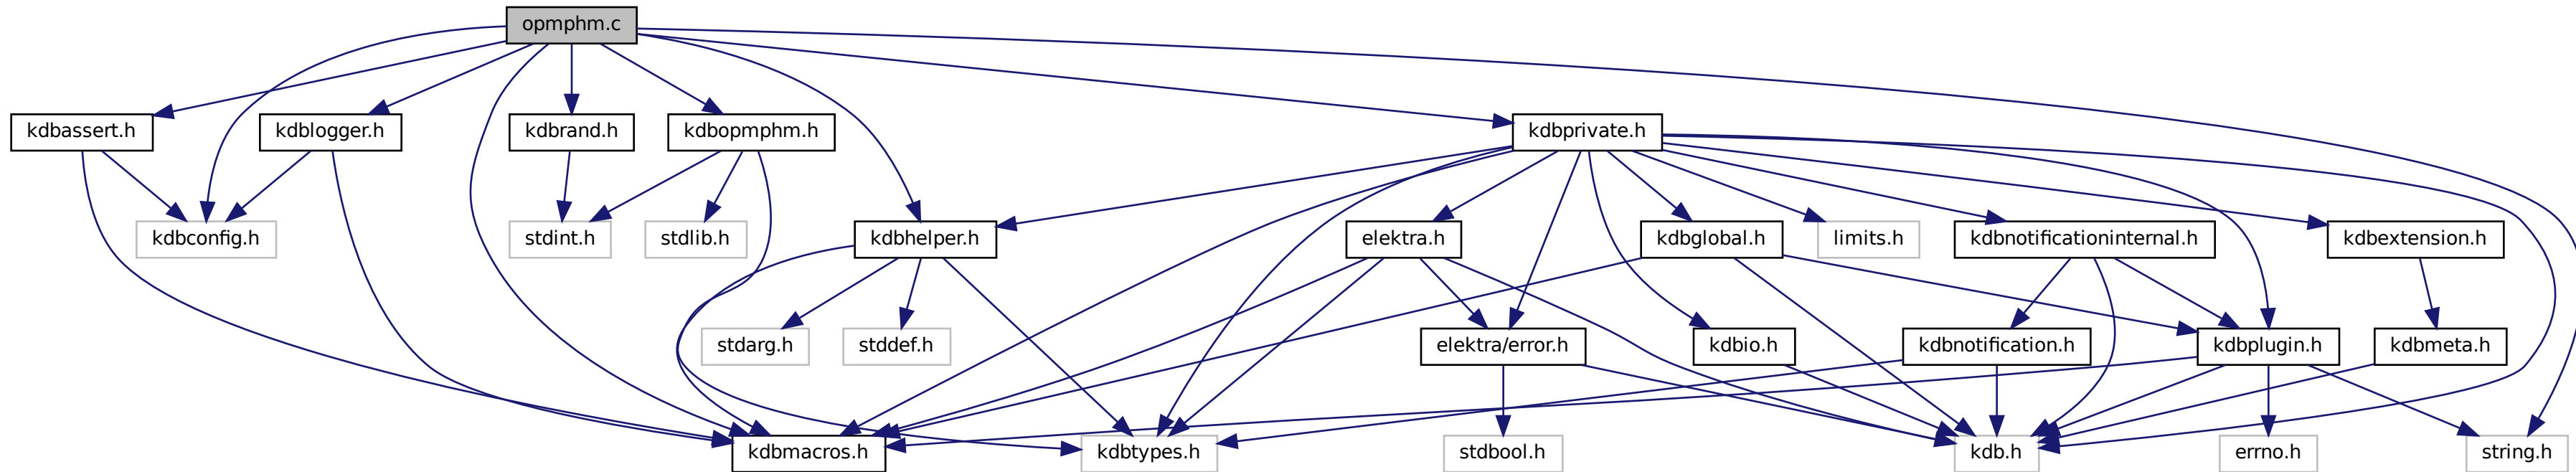 opmphm.c
kdbassert.h
kdblogger.h
kdbrand.h
kdbopmphm.h
kdbprivate.h
kdbconfig.h
stdint.h
stdlib.h
kdbhelper.h
elektra.h
kdbglobal.h
limits.h
kdbnotificationinternal.h
kdbextension.h
stdarg.h
stddef.h
elektra/error.h
kdbio.h
kdbnotification.h
kdbplugin.h
kdbmeta.h
kdbmacros.h
kdbtypes.h
stdbool.h
kdb.h
errno.h
string.h